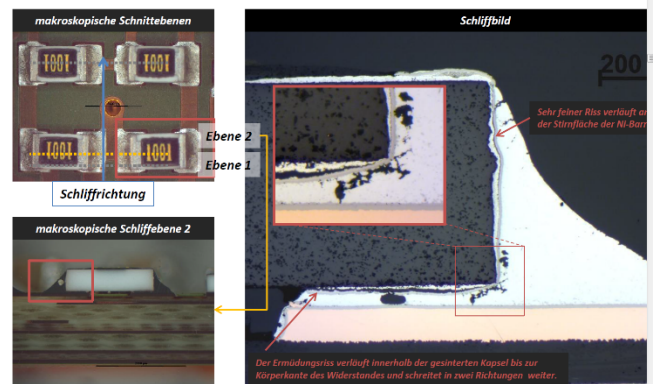 makroskopische Schnittebenen
1001
1001
1001
1001
Ebene 2
Ebene 1
Schliffrichtung
makroskopische Schliffebene 2
Schliffbild
200
Sehr feiner Riss verläuft an
der Stirnfläche der Ni-Barr
Der Ermüdungsriss verläuft innerhalb der gesinterten Kapsel bis zur
Körperkante des Widerstandes und schreitet in zwei Richtungen weiter.